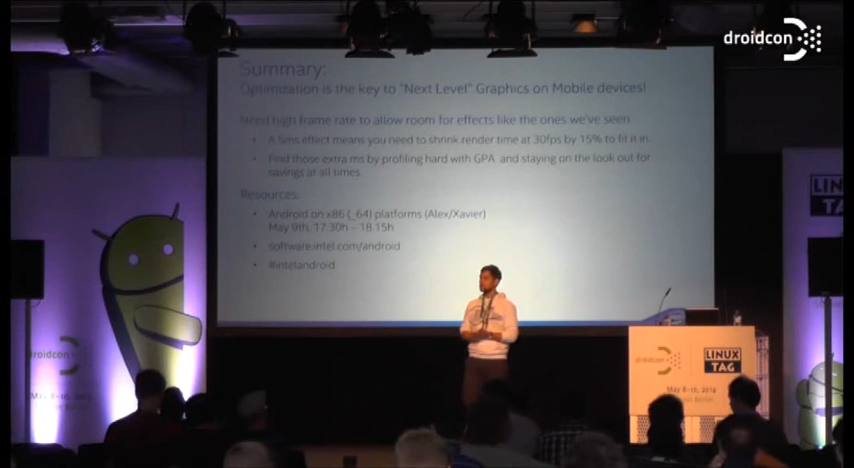 droidcon
Summary:
Optimization is the key to "Next Level" Graphics on Mobile devices!
Need high frame rate to allow room for effects like the ones we've seen.
• A 5ms effect means you need to shrink render time at 30fps by 15% to fit it in.
• Find those extra ms by profiling hard with GPA and staying on the look out for
savings at all times.
Resources:
• Android on x86 (_64) platforms (Alex/Xavier)
May 9th, 17.30h – 18.15h
• software.intel.com/android
• #intelandroid
LINUX
TAG
droidcon
droidcon
LINUX
TAG
May 8-10, 2014